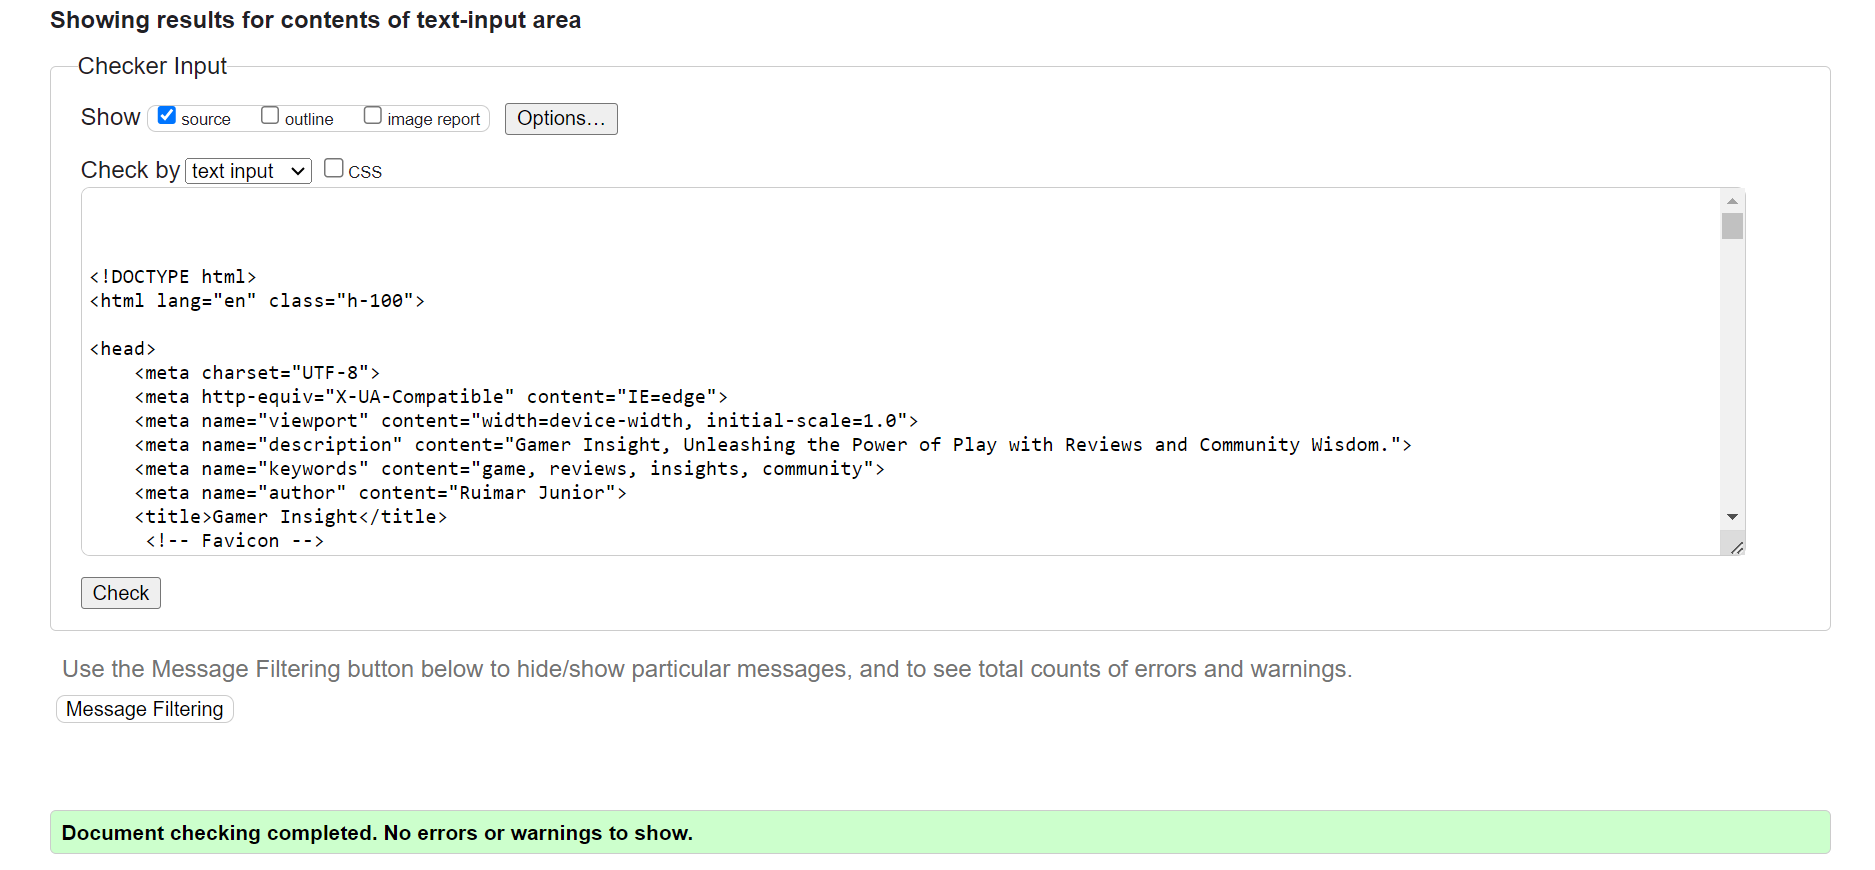 Showing results for contents of text-input area
Checker Input
Show source outline image report Options...
Check by text input CSS
<!DOCTYPE html>
<html lang="en" class="h-100">
<head>
<meta charset="UTF-8">
<meta http-equiv="X-UA-Compatible" content="IE=edge">
<meta name="viewport" content="width=device-width, initial-scale=1.0">
<meta name="description" content="Gamer Insight, Unleashing the Power of Play with Reviews and Community Wisdom.">
<meta name="keywords" content="game, reviews, insights, community">
<meta name="author" content="Ruimar Junior">
<title>Gamer Insight</title>
<!-- Favicon -->
Check
Use the Message Filtering button below to hide/show particular messages, and to see total counts of errors and warnings.
Message Filtering
Document checking completed. No errors or warnings to show.